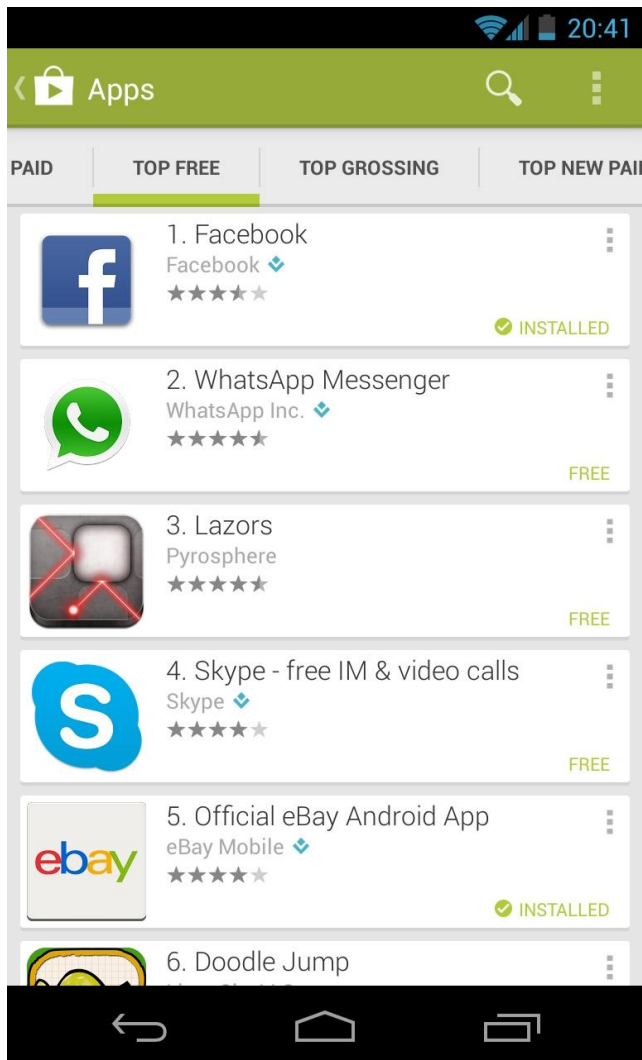 20:41
Apps
PAID TOP FREE TOP GROSSING TOP NEW
1. Facebook
Facebook
INSTALLED
2. WhatsApp Messenger
WhatsApp Inc.
FREE
3. Lazors
Pyrosphere
FREE
4. Skype - free IM & video calls
Skype
FREE
5. Official eBay Android App
eBay Mobile
ebay
INSTALLED
6. Doodle Jump